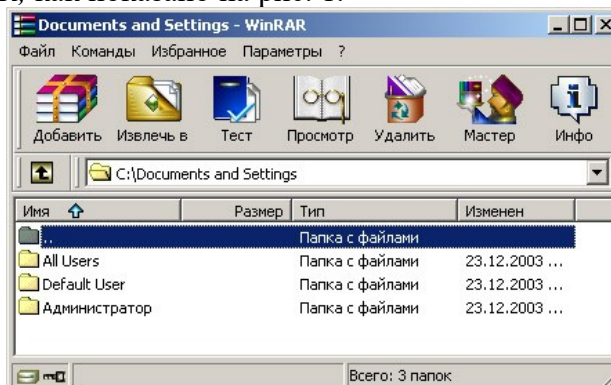 Documents and Settings - WinRAR
Файл Команды Избранное Параметры ?
Добавить Извлечь в Тест Просмотр Удалить Мастер Инфо
C:\Documents and Settings
Имя Размер Тип Изменен
.. Папка с файлами
All Users Папка с файлами 23.12.2003 ...
Default User Папка с файлами 23.12.2003 ...
Администратор Папка с файлами 23.12.2003 ...
Всего: 3 папок